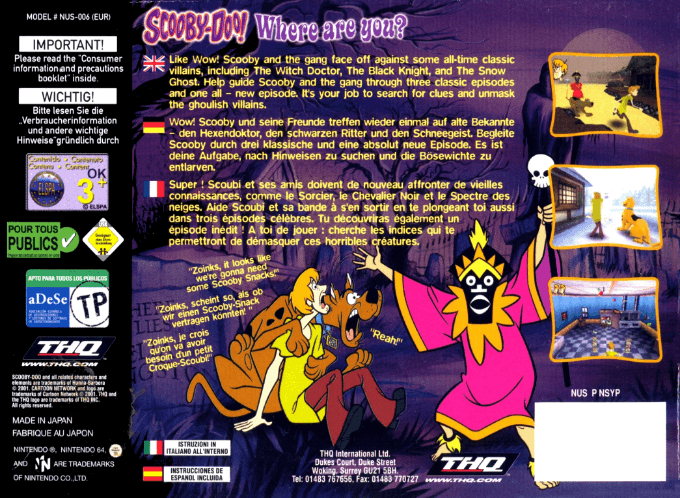 MODEL # NUS-006 (EUR)
IMPORTANT!
Please read the "Consumer
information and precautions
booklet" inside.
WICHTIG!
Bitte lesen Sie die
„Verbraucherinformation
und andere wichtige
Hinweise"gründlich durch
Contenido Contenuto
OK
3+
ELSPA
© ELSPA
POUR TOUS
PUBLICS
APTO PARA TODOS LOS PÚBLICOS
aDeSe
TP
THQ
WWW.THQ.COM
SCOOBY-DOO and all related characters and
elements are trademarks of Hanna-Barbera
© 2001. CARTOON NETWORK and logo are
trademarks of Cartoon Network © 2001. THQ and
the THQ logo are trademarks of THQ INC.
All rights reserved.
MADE IN JAPAN
FABRIQUE AU JAPON
NINTENDO ®, NINTENDO 64,
AND N ARE TRADEMARKS
OF NINTENDO CO.,LTD.
SCOOBY-DOO! Where are you?
Like Wow! Scooby and the gang face off against some all-time classic
villains, including The Witch Doctor, The Black Knight, and The Snow
Ghost. Help guide Scooby and the gang through three classic episodes
and one all – new episode. It's your job to search for clues and unmask
the ghoulish villains.
Wow! Scooby und seine Freunde treffen wieder einmal auf alte Bekannte
– den Hexendoktor, den schwarzen Ritter und den Schneegeist. Begleite
Scooby durch drei klassische und eine absolut neue Episode. Es ist
deine Aufgabe, nach Hinweisen zu suchen und die Bösewichte zu
entlarven.
Super ! Scoubi et ses amis doivent de nouveau affronter de vieilles
connaissances, comme le Sorcier, le Chevalier Noir et le Spectre des
neiges. Aide Scoubi et sa bande à s'en sortir en te plongeant toi aussi
dans trois épisodes célèbres. Tu découvriras également un
épisode inédit ! A toi de jouer : cherche les indices qui te
permettront de démasquer ces horribles créatures.
"Zoinks, it looks like
we're gonna need
some Scooby Snacks!"
"Zoinks, scheint so, als ob
wir einen Scooby-Snack
vertragen könnten! "
"Zoinks, je crois
qu'on va avoir
besoin d'un petit
Croque-Scoubi!"
"Reah!"
ISTRUZIONI IN
ITALIANO ALL'INTERNO
INSTRUCCIONES DE
ESPANOL INCLUIDA
THQ International Ltd.
Dukes Court, Duke Street
Woking, Surrey GU21 5BH.
Tel: 01483 767656, Fax: 01483 770727
THQ
WWW.THQ.COM
NUS P NSYP